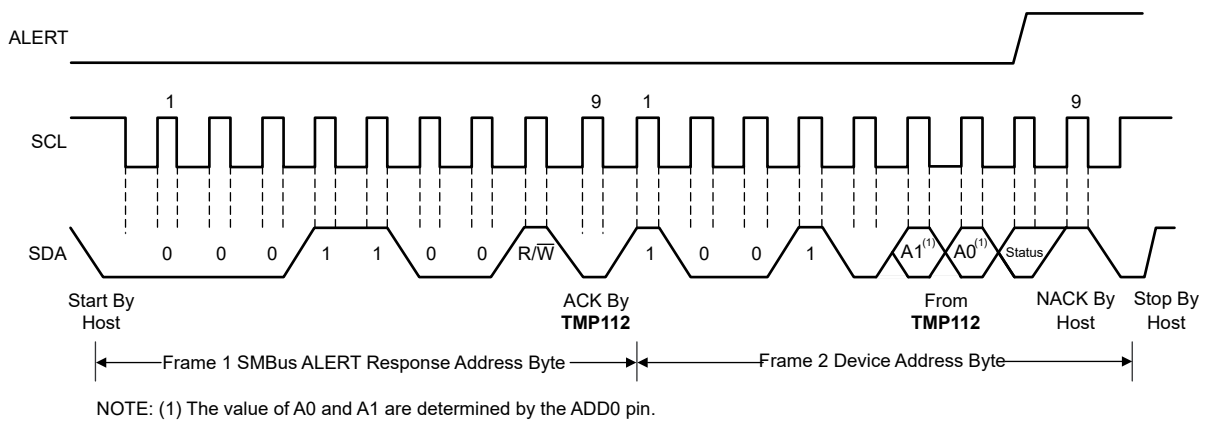 ALERT
1 9 1 9
SCL
SDA 0 0 0 1 1 0 0 R/W 1 0 0 1 A1(1) A0(1) Status
Start By ACK By From NACK By Stop By
Host TMP112 TMP112 Host Host
Frame 1 SMBus ALERT Response Address Byte Frame 2 Device Address Byte
NOTE: (1) The value of A0 and A1 are determined by the ADD0 pin.